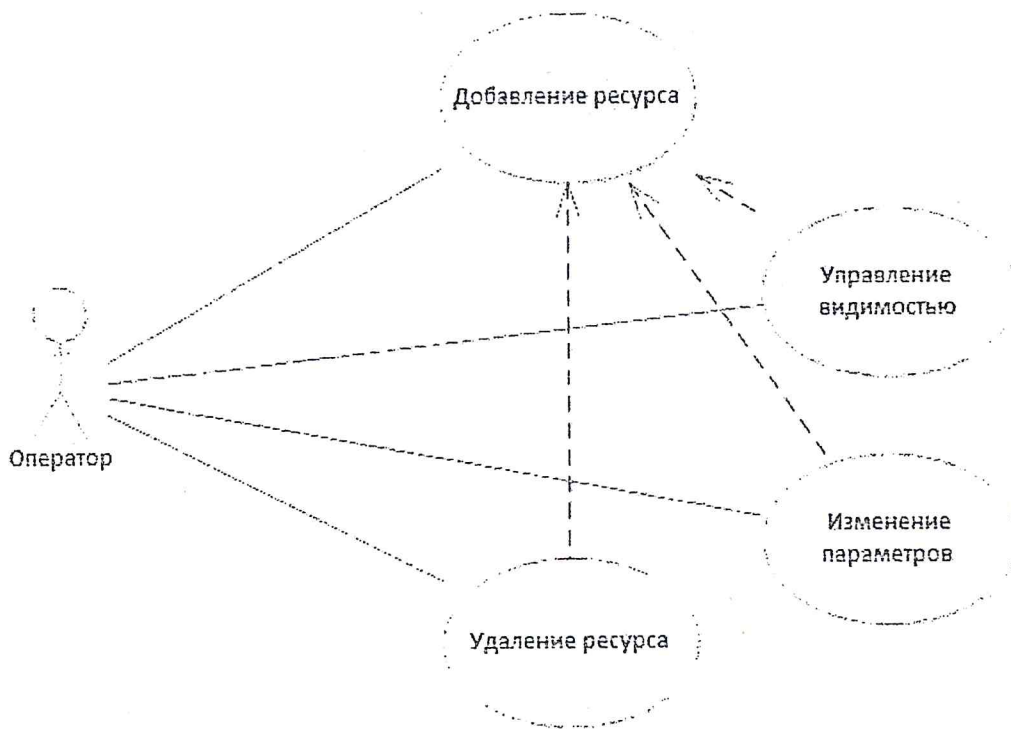 Добавление ресурса
Управление
видимостью
Оператор
Изменение
параметров
Удаление ресурса